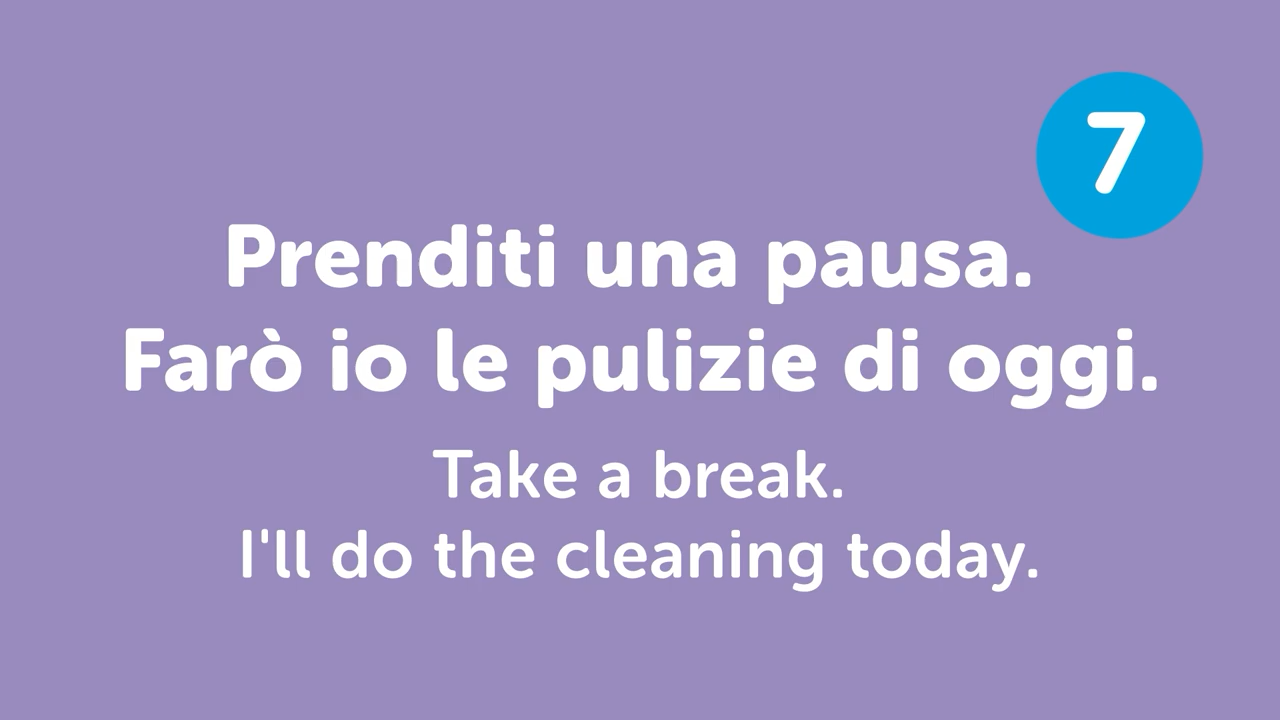 7
Prenditi una pausa.
Farò io le pulizie di oggi.
Take a break.
I'll do the cleaning today.